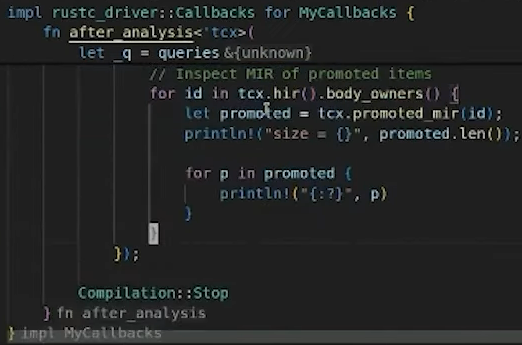 impl rustc_driver::Callbacks for MyCallbacks {
fn after_analysis<'tcx>(
let _q = queries &{unknown}
// Inspect MIR of promoted items
for id in tcx.hir().body_owners() {
let promoted = tcx.promoted_mir(id);
println!("size = {}", promoted.len());
for p in promoted {
println!("{:?}", p)
}
}
});
Compilation::Stop
} fn after_analysis
} impl MyCallbacks